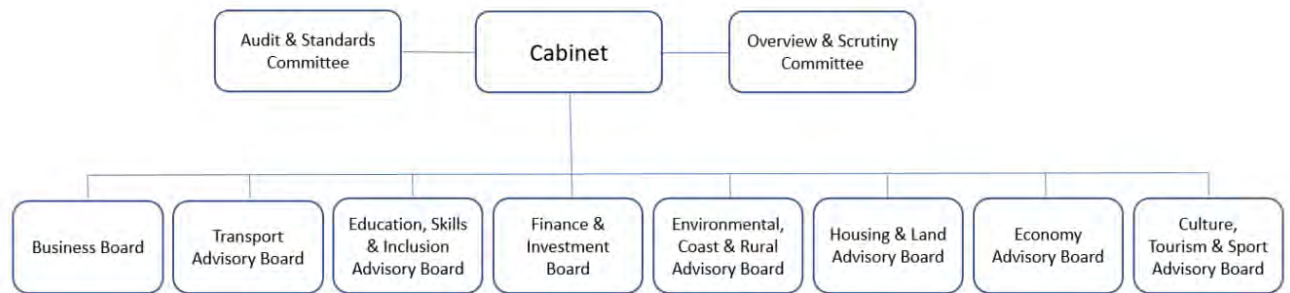 Audit & Standards
Committee
Cabinet
Overview & Scrutiny
Committee
Business Board
Transport
Advisory Board
Education, Skills
& Inclusion
Advisory Board
Finance &
Investment
Board
Environmental,
Coast & Rural
Advisory Board
Housing & Land
Advisory Board
Economy
Advisory Board
Culture,
Tourism & Sport
Advisory Board